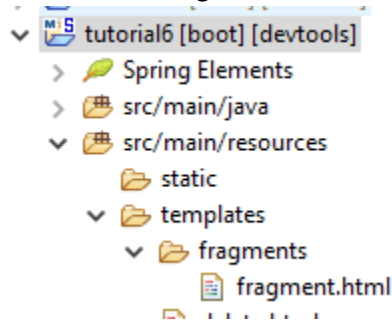 tutorial6 [boot] [devtools]
Spring Elements
src/main/java
src/main/resources
static
templates
fragments
fragment.html